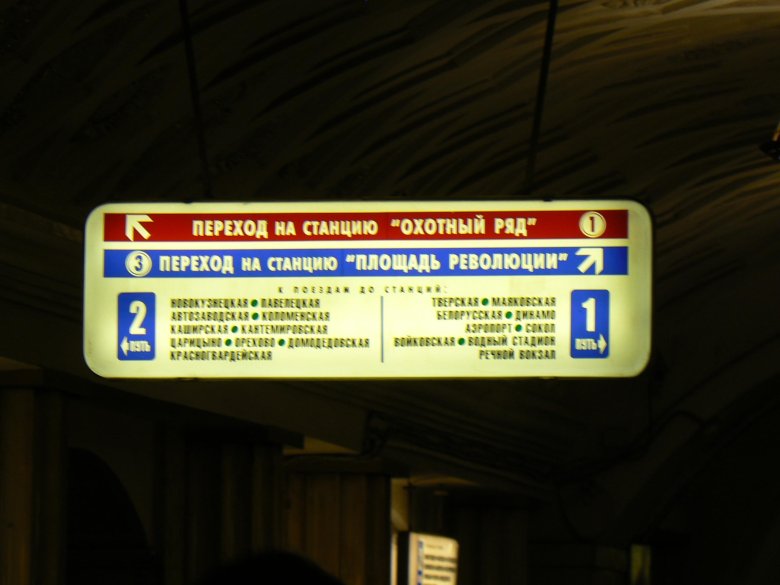 ПЕРЕХОД НА СТАНЦИЮ "ОХОТНЫЙ РЯД" 1
3 ПЕРЕХОД НА СТАНЦИЮ "ПЛОЩАДЬ РЕВОЛЮЦИИ"
К ПОЕЗДАМ ДО СТАНЦИЙ:
2 ПУТЬ
НОВОКУЗНЕЦКАЯ ● ПАВЕЛЕЦКАЯ
АВТОЗАВОДСКАЯ ● КОЛОМЕНСКАЯ
КАШИРСКАЯ ● КАНТЕМИРОВСКАЯ
ЦАРИЦЫНО ● ОРЕХОВО ● ДОМОДЕДОВСКАЯ
КРАСНОГВАРДЕЙСКАЯ
ТВЕРСКАЯ ● МАЯКОВСКАЯ
БЕЛОРУССКАЯ ● ДИНАМО
АЭРОПОРТ ● СОКОЛ
ВОЙКОВСКАЯ ● ВОДНЫЙ СТАДИОН
РЕЧНОЙ ВОКЗАЛ
1 ПУТЬ